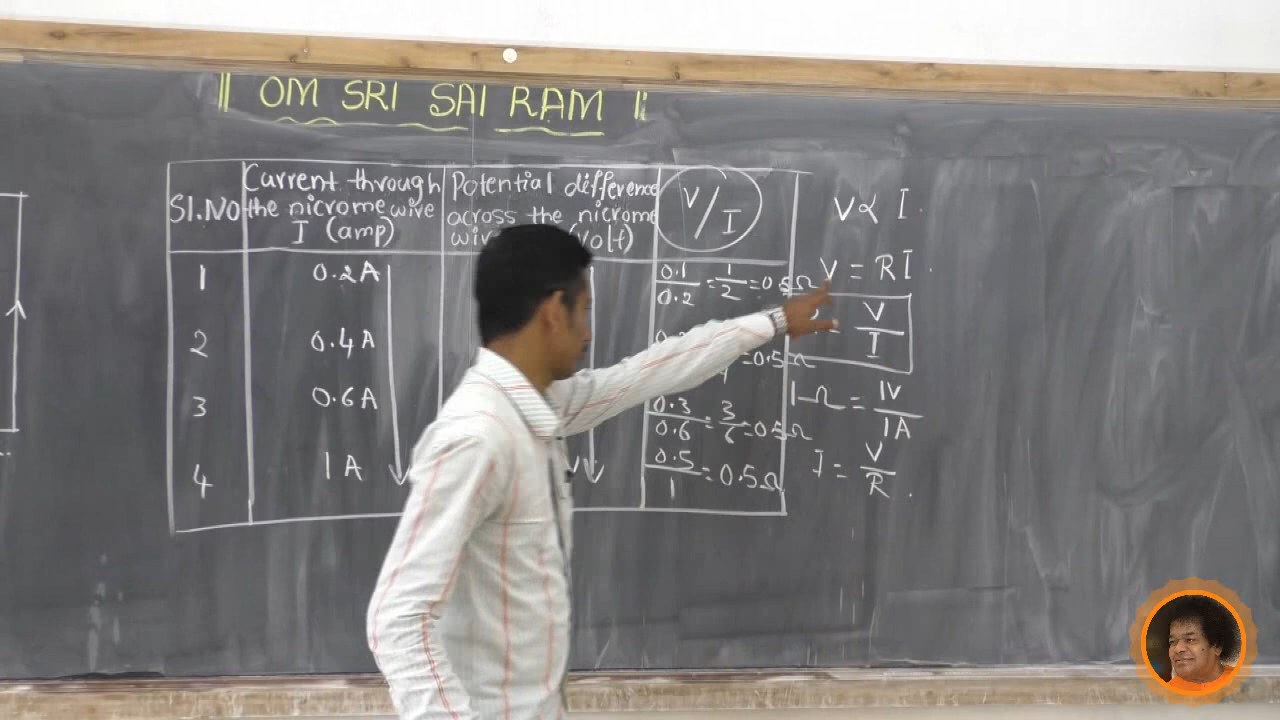 || OM SRI SAI RAM ||
Sl.No
Current through
the nicrome wire
I (amp)
Potential difference
across the nicrome
(volt)
V/I
1 0.2A 0.1/0.2 = 1/2 = 0.5Ω
2 0.4A = 0.5Ω
3 0.6A 0.3/0.6 = 3/6 = 0.5Ω
4 1A 0.5/1 = 0.5Ω
V ∝ I.
V = RI.
= V/I
1Ω = 1V/1A
I = V/R.